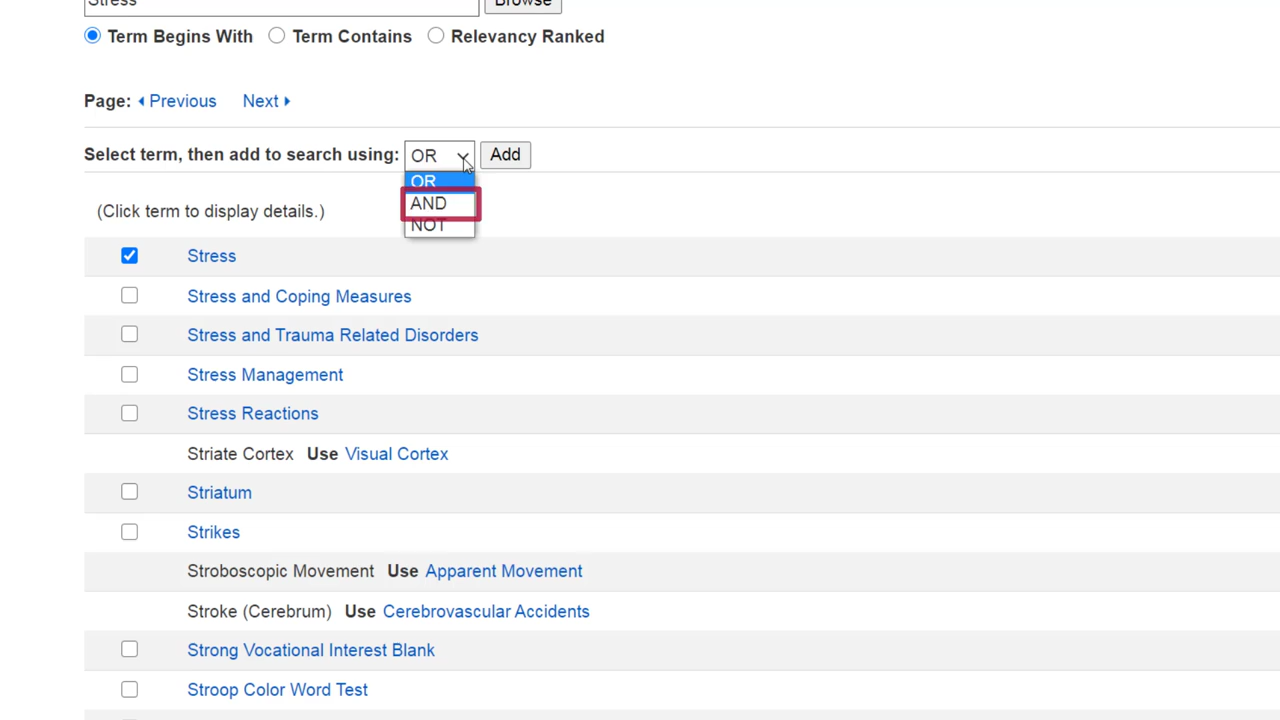 Stress Browse
Term Begins With Term Contains Relevancy Ranked
Page: Previous Next
Select term, then add to search using: OR Add
OR
AND
NOT
(Click term to display details.)
Stress
Stress and Coping Measures
Stress and Trauma Related Disorders
Stress Management
Stress Reactions
Striate Cortex Use Visual Cortex
Striatum
Strikes
Stroboscopic Movement Use Apparent Movement
Stroke (Cerebrum) Use Cerebrovascular Accidents
Strong Vocational Interest Blank
Stroop Color Word Test